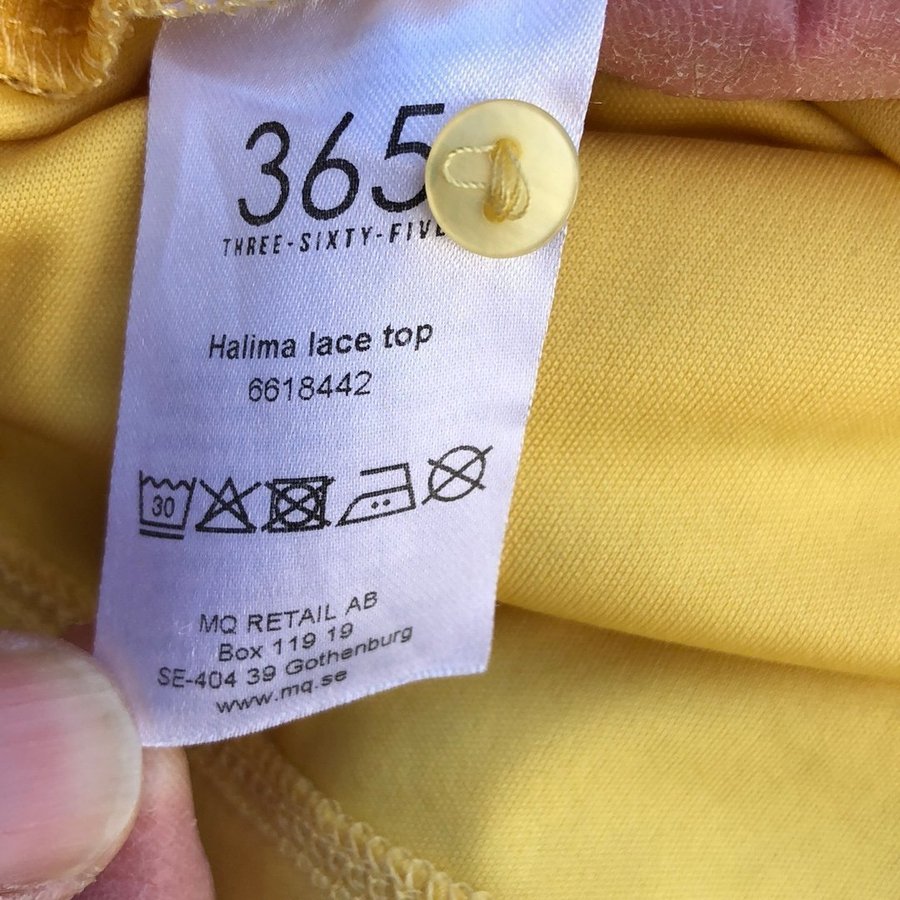 365
THREE-SIXTY-FIVE
Halima lace top
6618442
30
MQ RETAIL AB
Box 119 19
SE-404 39 Gothenburg
www.mq.se